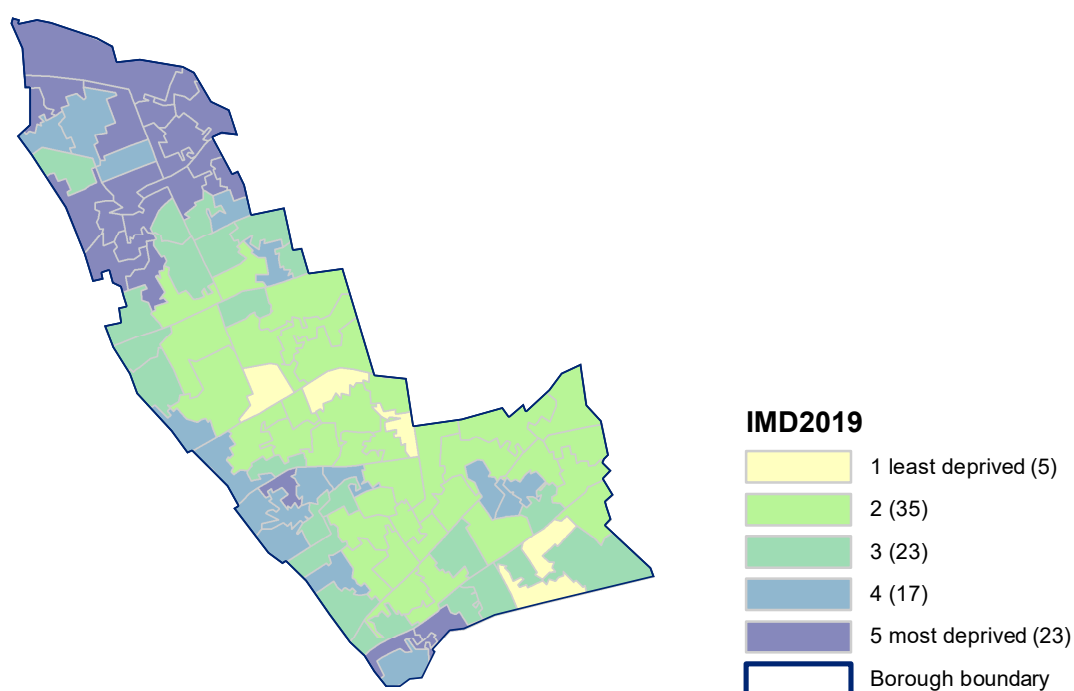 IMD2019
1 least deprived (5)
2 (35)
3 (23)
4 (17)
5 most deprived (23)
Borough boundary